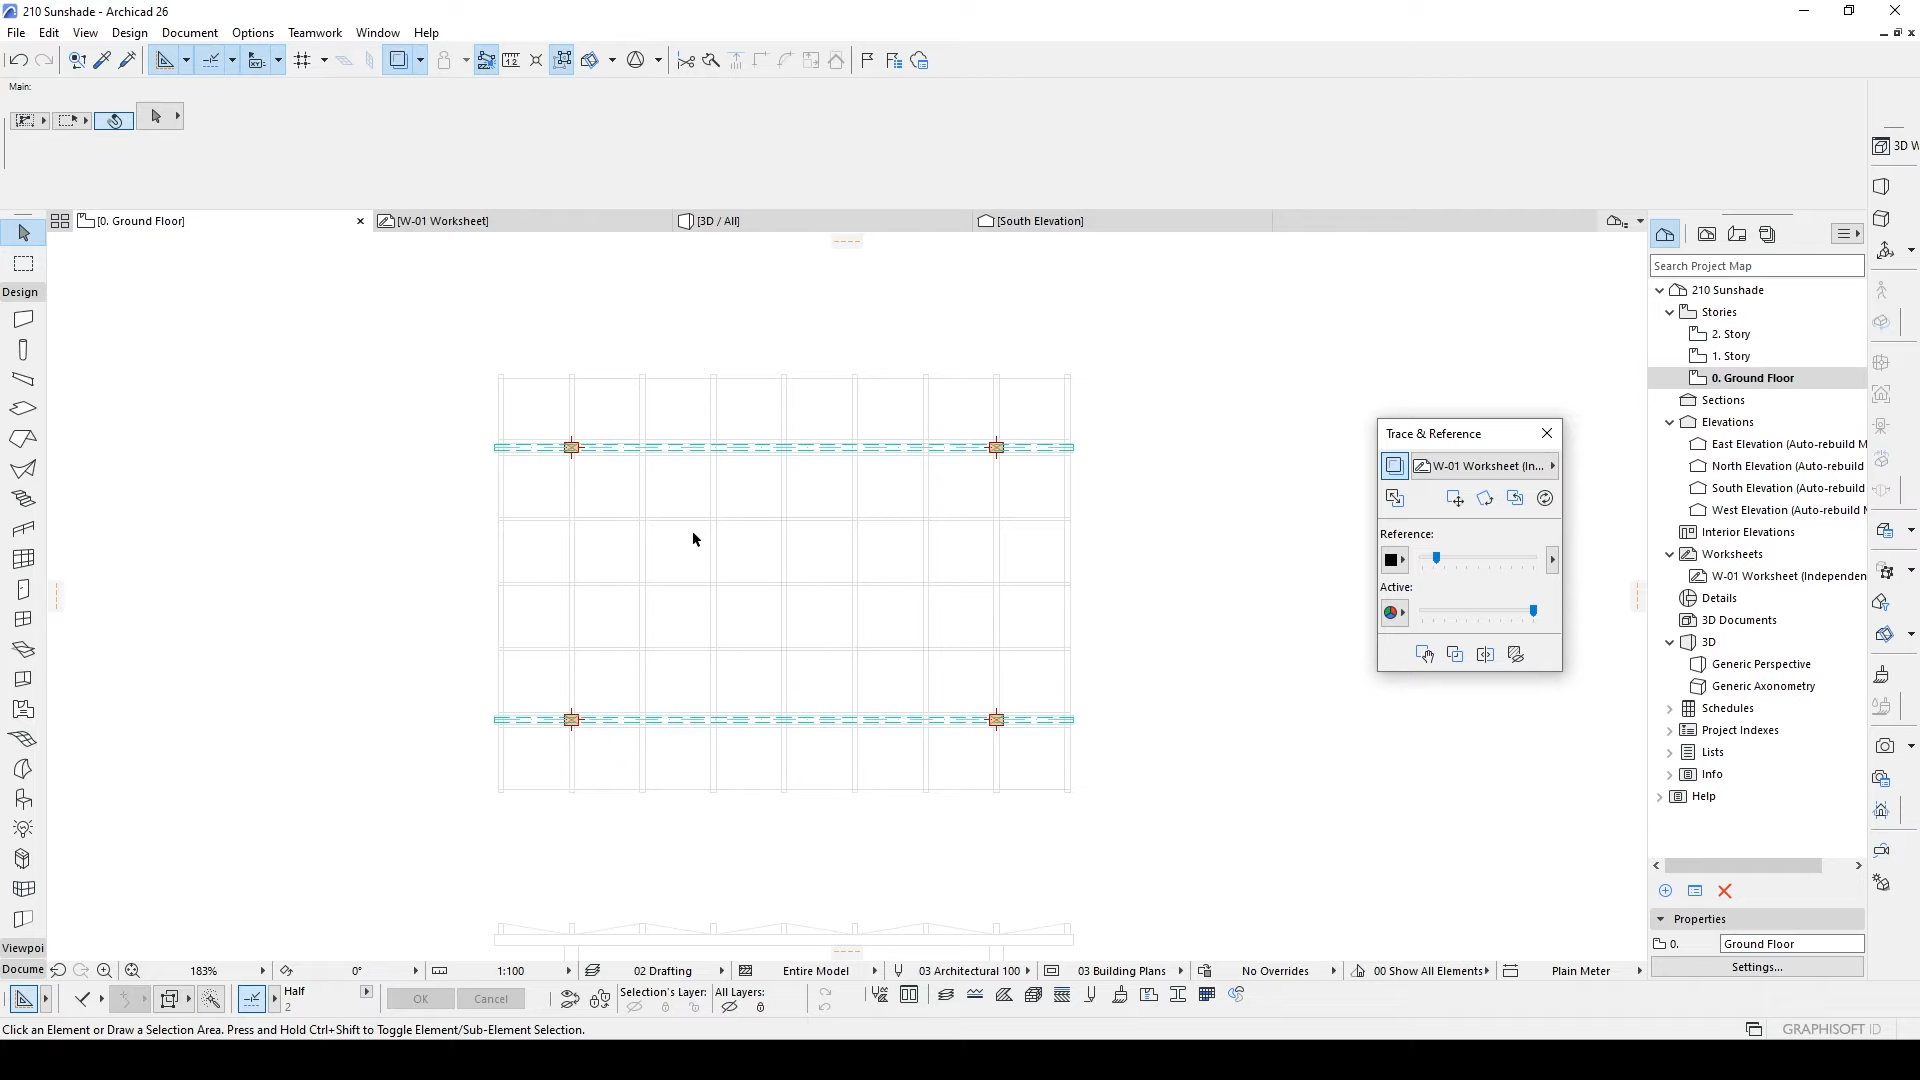 210 Sunshade - Archicad 26
File Edit View Design Document Options Teamwork Window Help
Main:
[0. Ground Floor] [W-01 Worksheet] [3D / All] [South Elevation]
3D W
Search Project Map
Design
210 Sunshade
Stories
2. Story
1. Story
0. Ground Floor
Sections
Elevations
East Elevation (Auto-rebuild M
North Elevation (Auto-rebuild
South Elevation (Auto-rebuild
West Elevation (Auto-rebuild M
Interior Elevations
Worksheets
W-01 Worksheet (Independen
Details
3D Documents
3D
Generic Perspective
Generic Axonometry
Schedules
Project Indexes
Lists
Info
Help
Trace & Reference
W-01 Worksheet (In...
Reference:
Active:
Properties
0. Ground Floor
Settings...
Viewpoi
Docume
183% 0° 1:100 02 Drafting Entire Model 03 Architectural 100 03 Building Plans No Overrides 00 Show All Elements Plain Meter
Half
2
OK Cancel
Selection's Layer: All Layers:
Click an Element or Draw a Selection Area. Press and Hold Ctrl+Shift to Toggle Element/Sub-Element Selection.
GRAPHISOFT ID